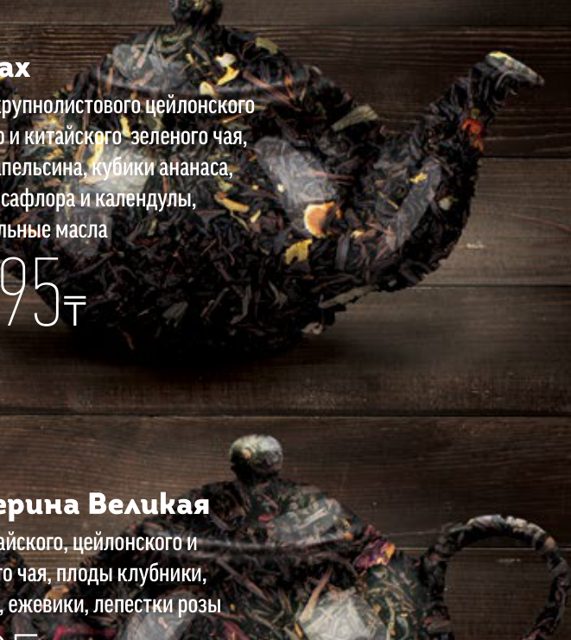 ах
крупнолистового цейлонского
о и китайского зеленого чая,
апельсина, кубики ананаса,
сафлора и календулы,
льные масла
95₸
ерина Великая
айского, цейлонского и
го чая, плоды клубники,
, ежевики, лепестки розы